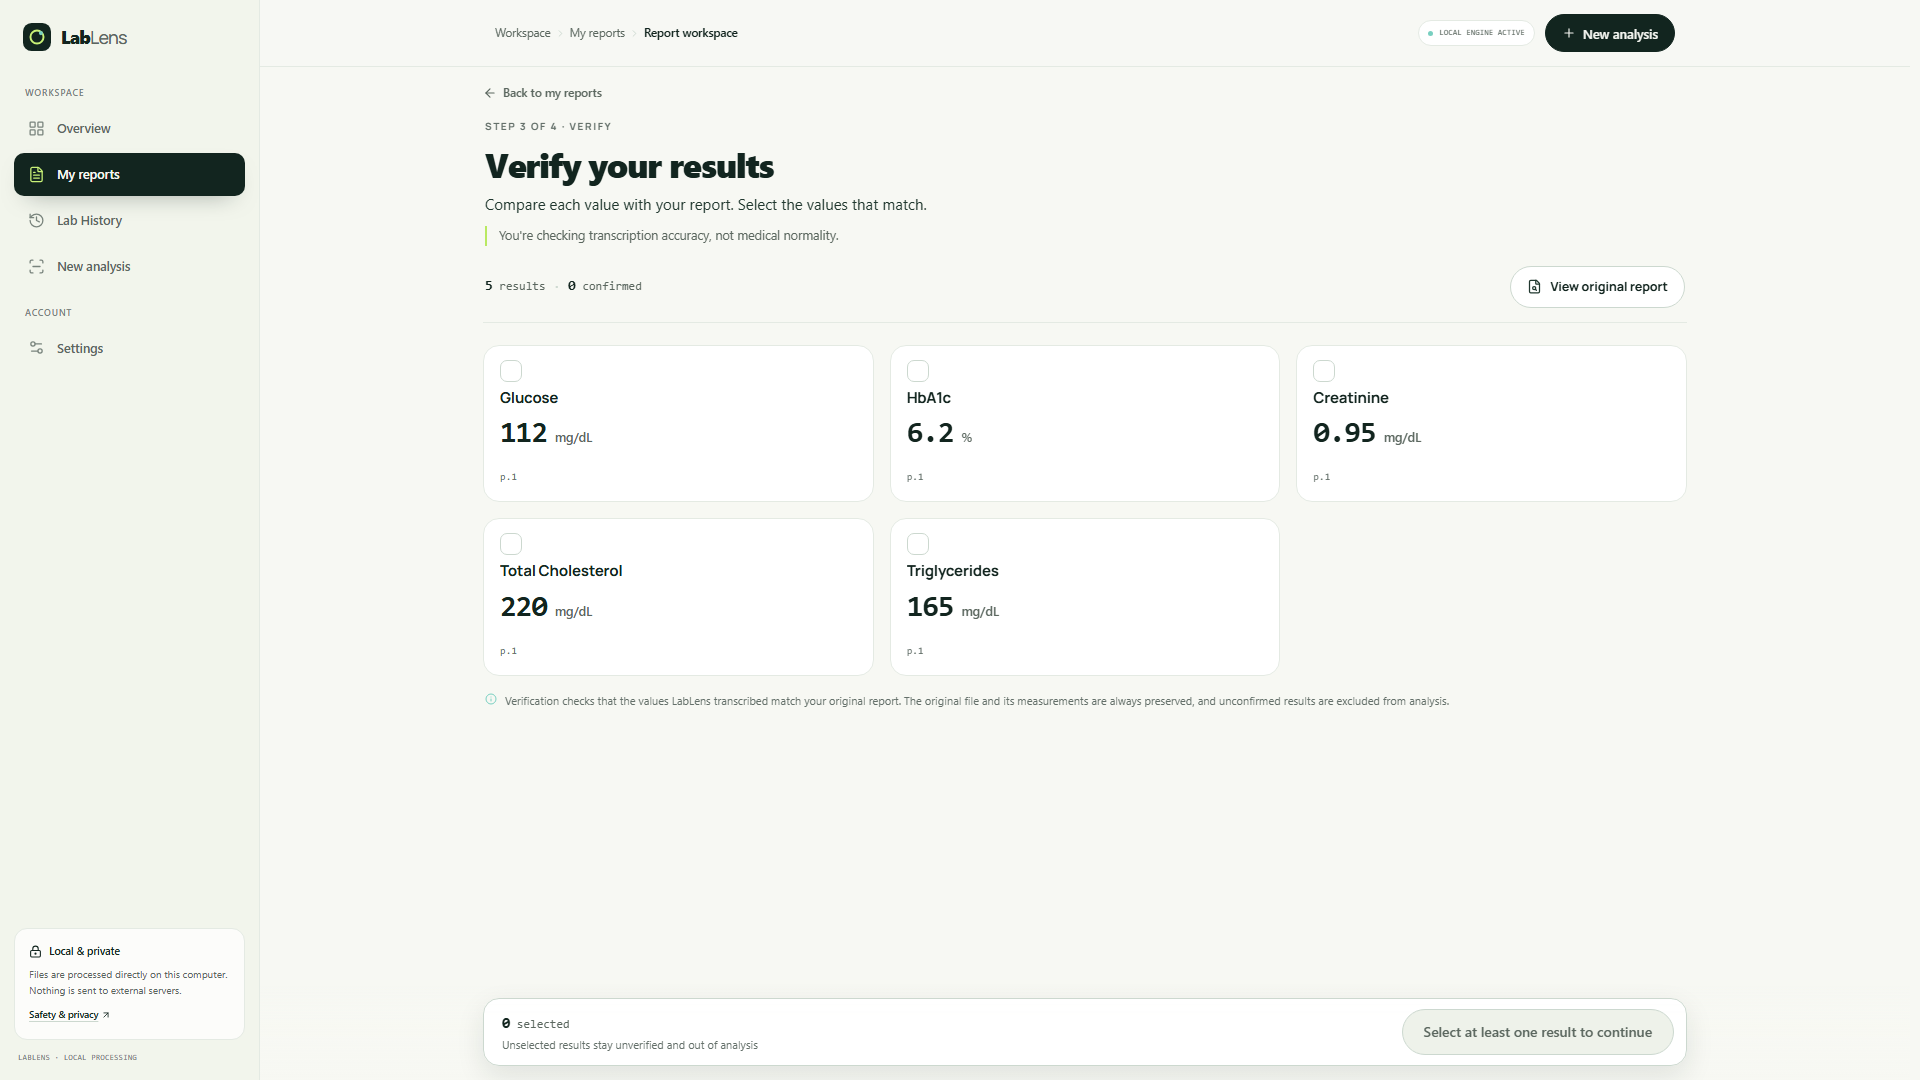 LabLens
WORKSPACE
Overview
My reports
Lab History
New analysis
ACCOUNT
Settings
Local & private
Files are processed directly on this computer.
Nothing is sent to external servers.
Safety & privacy
LABLENS · LOCAL PROCESSING
Workspace My reports Report workspace
LOCAL ENGINE ACTIVE
New analysis
Back to my reports
STEP 3 OF 4 · VERIFY
Verify your results
Compare each value with your report. Select the values that match.
You're checking transcription accuracy, not medical normality.
5 results · 0 confirmed
View original report
Glucose
112 mg/dL
p.1
HbA1c
6.2 %
p.1
Creatinine
0.95 mg/dL
p.1
Total Cholesterol
220 mg/dL
p.1
Triglycerides
165 mg/dL
p.1
Verification checks that the values LabLens transcribed match your original report. The original file and its measurements are always preserved, and unconfirmed results are excluded from analysis.
0 selected
Unselected results stay unverified and out of analysis
Select at least one result to continue